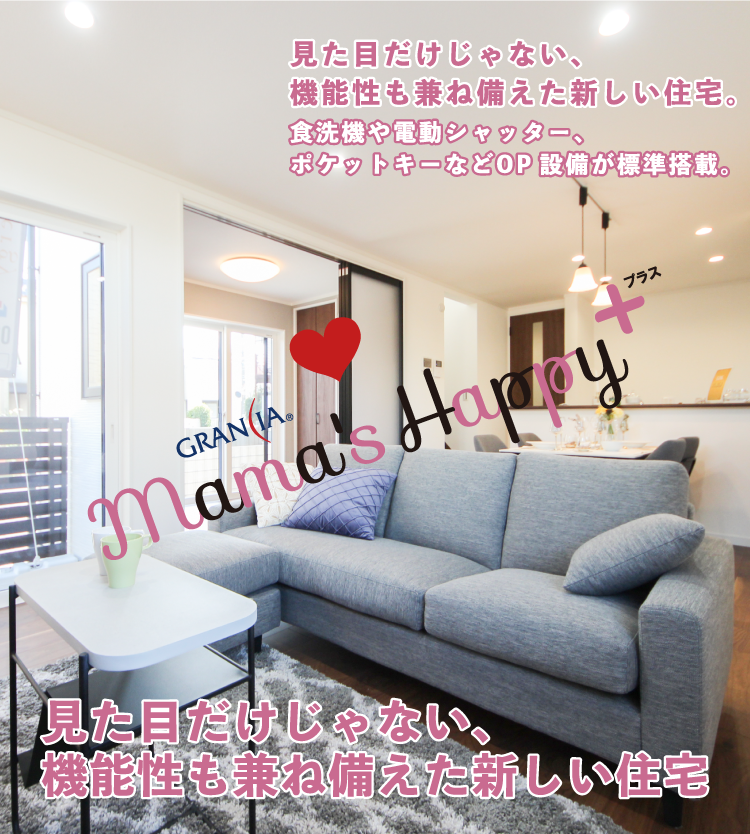 見た目だけじゃない、
機能性も兼ね備えた新しい住宅。
食洗機や電動シャッター、
ポケットキーなどOP設備が標準搭載。
プラス
+
GRANCIA®
Mama's Happy
見た目だけじゃない、
機能性も兼ね備えた新しい住宅